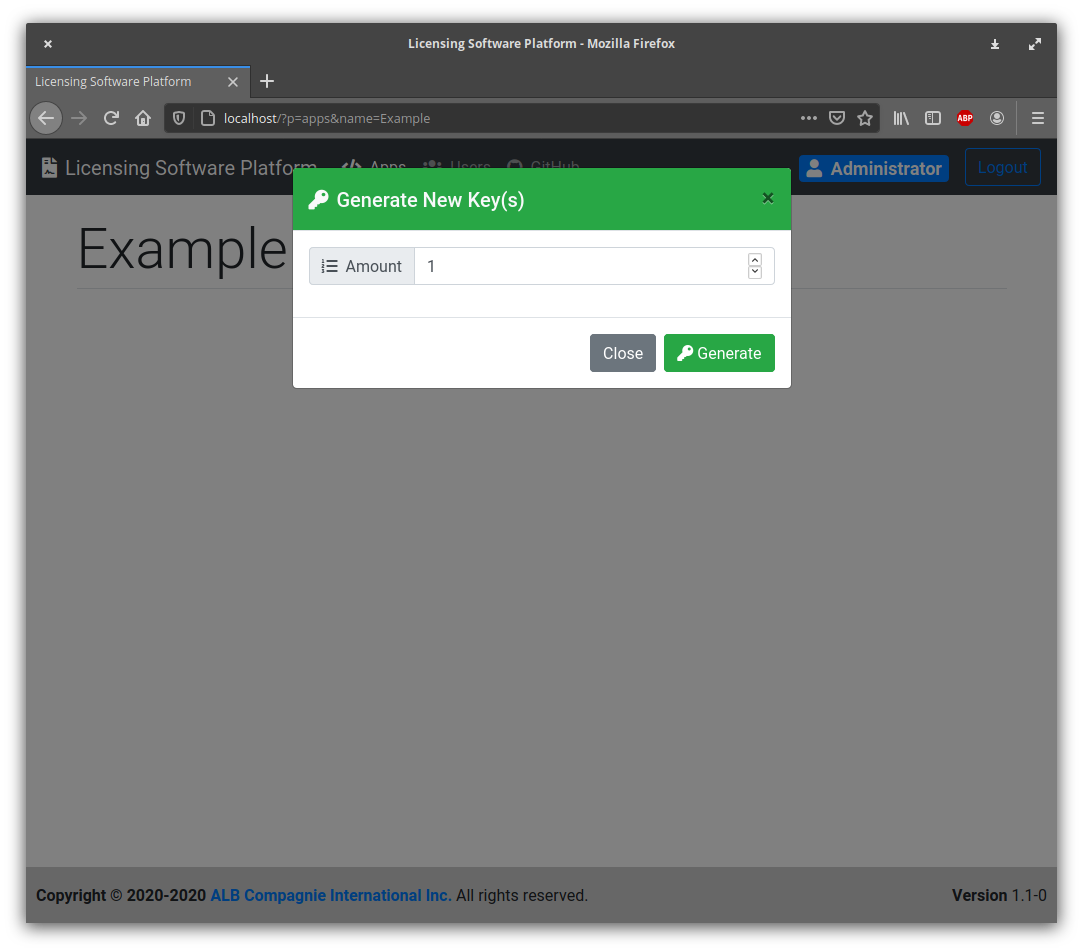 Licensing Software Platform - Mozilla Firefox
Licensing Software Platform
localhost/?p=apps&name=Example
ABP
Licensing Software Platform Apps Users GitHub Administrator Logout
Generate New Key(s)
Example
Amount 1
Close Generate
Copyright © 2020-2020 ALB Compagnie International Inc. All rights reserved. Version 1.1-0